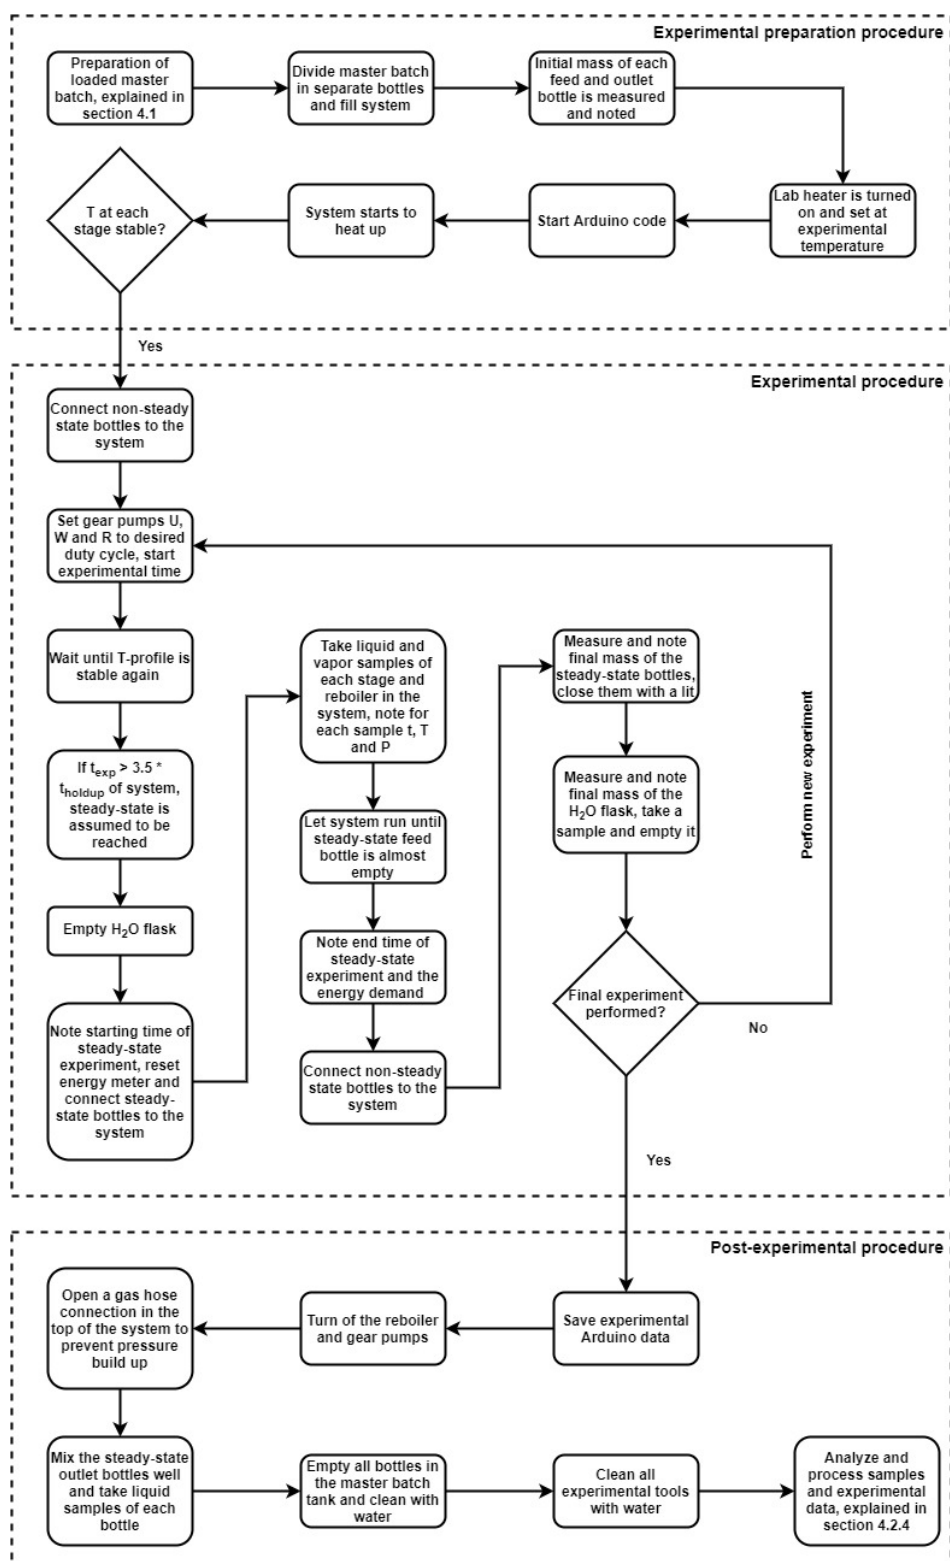 Experimental preparation procedure
Preparation of
loaded master
batch, explained in
section 4.1
Divide master batch
in separate bottles
and fill system
Initial mass of each
feed and outlet
bottle is measured
and noted
Lab heater is turned
on and set at
experimental
temperature
Start Arduino code
System starts to
heat up
T at each
stage stable?
Yes
Experimental procedure
Connect non-steady
state bottles to the
system
Set gear pumps U,
W and R to desired
duty cycle, start
experimental time
Wait until T-profile is
stable again
If t_exp > 3.5 *
t_holdup of system,
steady-state is
assumed to be
reached
Empty H₂O flask
Note starting time of
steady-state
experiment, reset
energy meter and
connect steady-
state bottles to the
system
Take liquid and
vapor samples of
each stage and
reboiler in the
system, note for
each sample t, T
and P
Let system run until
steady-state feed
bottle is almost
empty
Note end time of
steady-state
experiment and the
energy demand
Connect non-steady
state bottles to the
system
Measure and note
final mass of the
steady-state bottles,
close them with a lit
Measure and note
final mass of the
H₂O flask, take a
sample and empty it
Final experiment
performed?
No
Perform new experiment
Yes
Post-experimental procedure
Save experimental
Arduino data
Turn of the reboiler
and gear pumps
Open a gas hose
connection in the
top of the system to
prevent pressure
build up
Mix the steady-state
outlet bottles well
and take liquid
samples of each
bottle
Empty all bottles in
the master batch
tank and clean with
water
Clean all
experimental tools
with water
Analyze and
process samples
and experimental
data, explained in
section 4.2.4